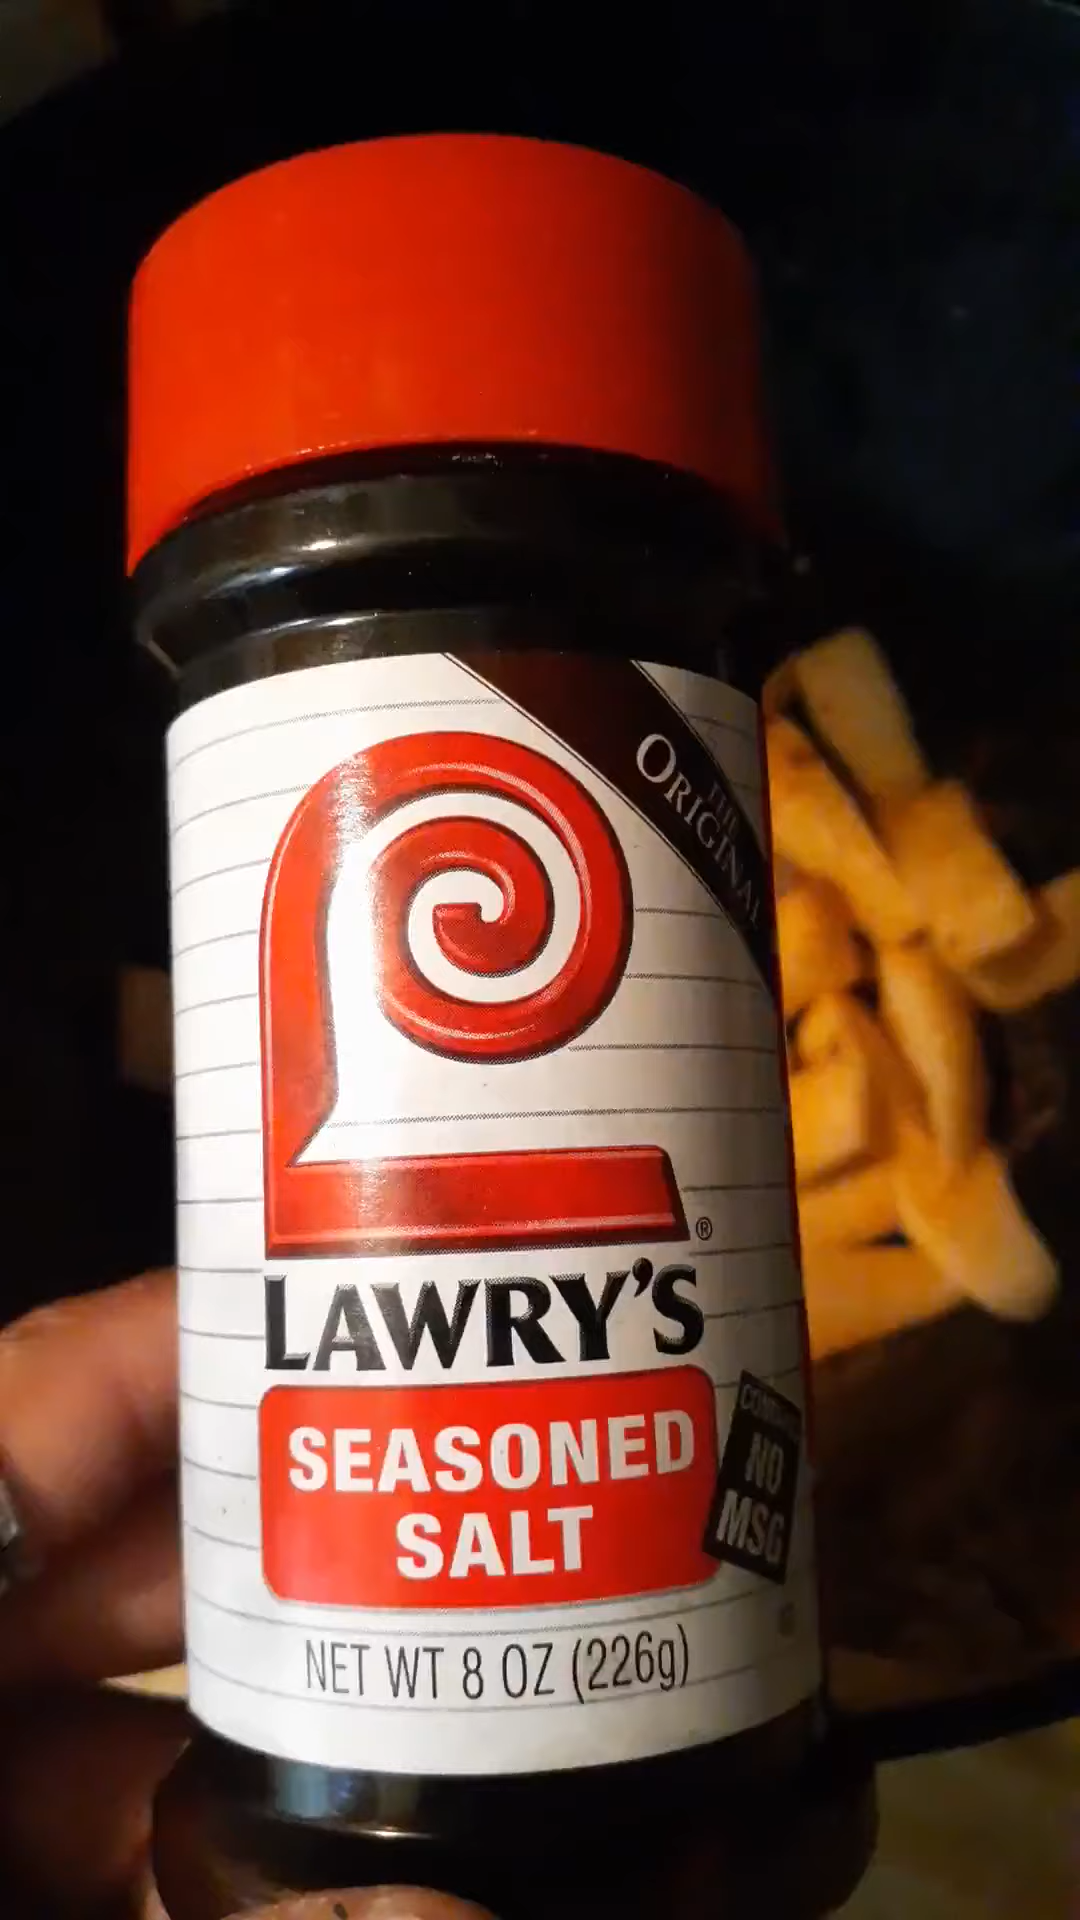 THE
ORIGINAL
®
LAWRY'S
SEASONED
SALT
NO
MSG
NET WT 8 OZ (226g)